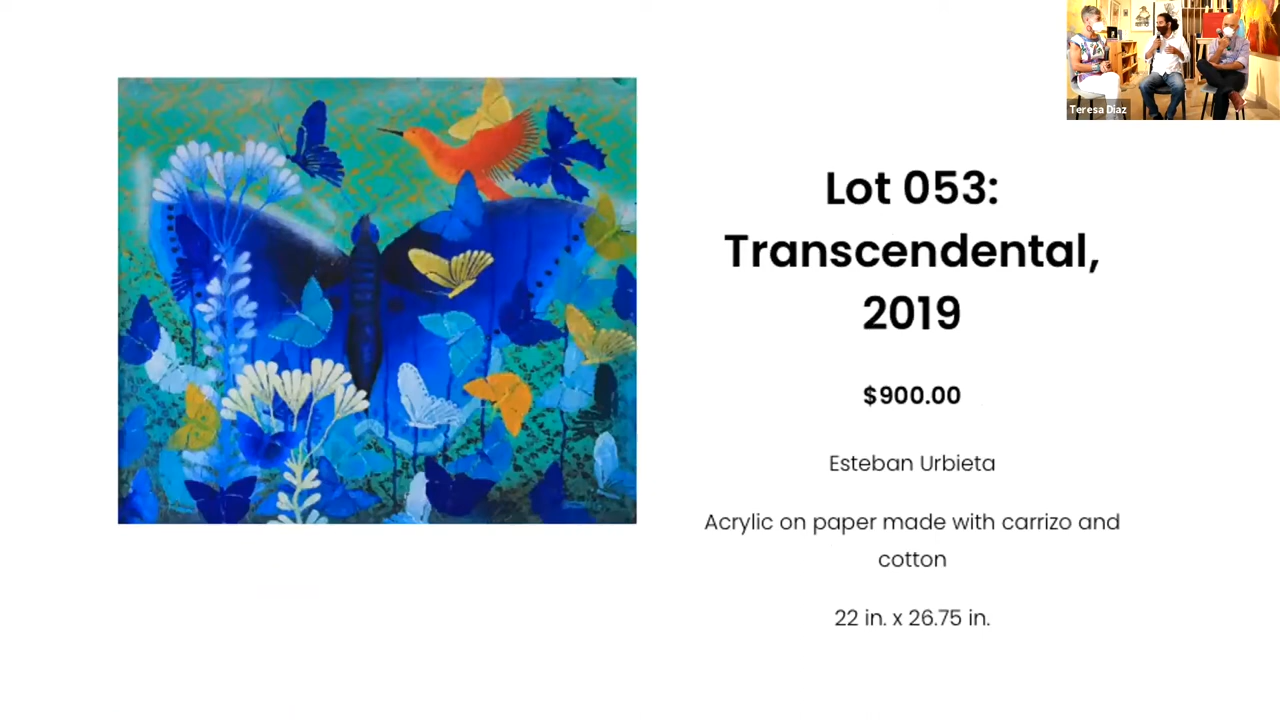 Teresa Diaz
Lot 053:
Transcendental,
2019
$900.00
Esteban Urbieta
Acrylic on paper made with carrizo and
cotton
22 in. x 26.75 in.